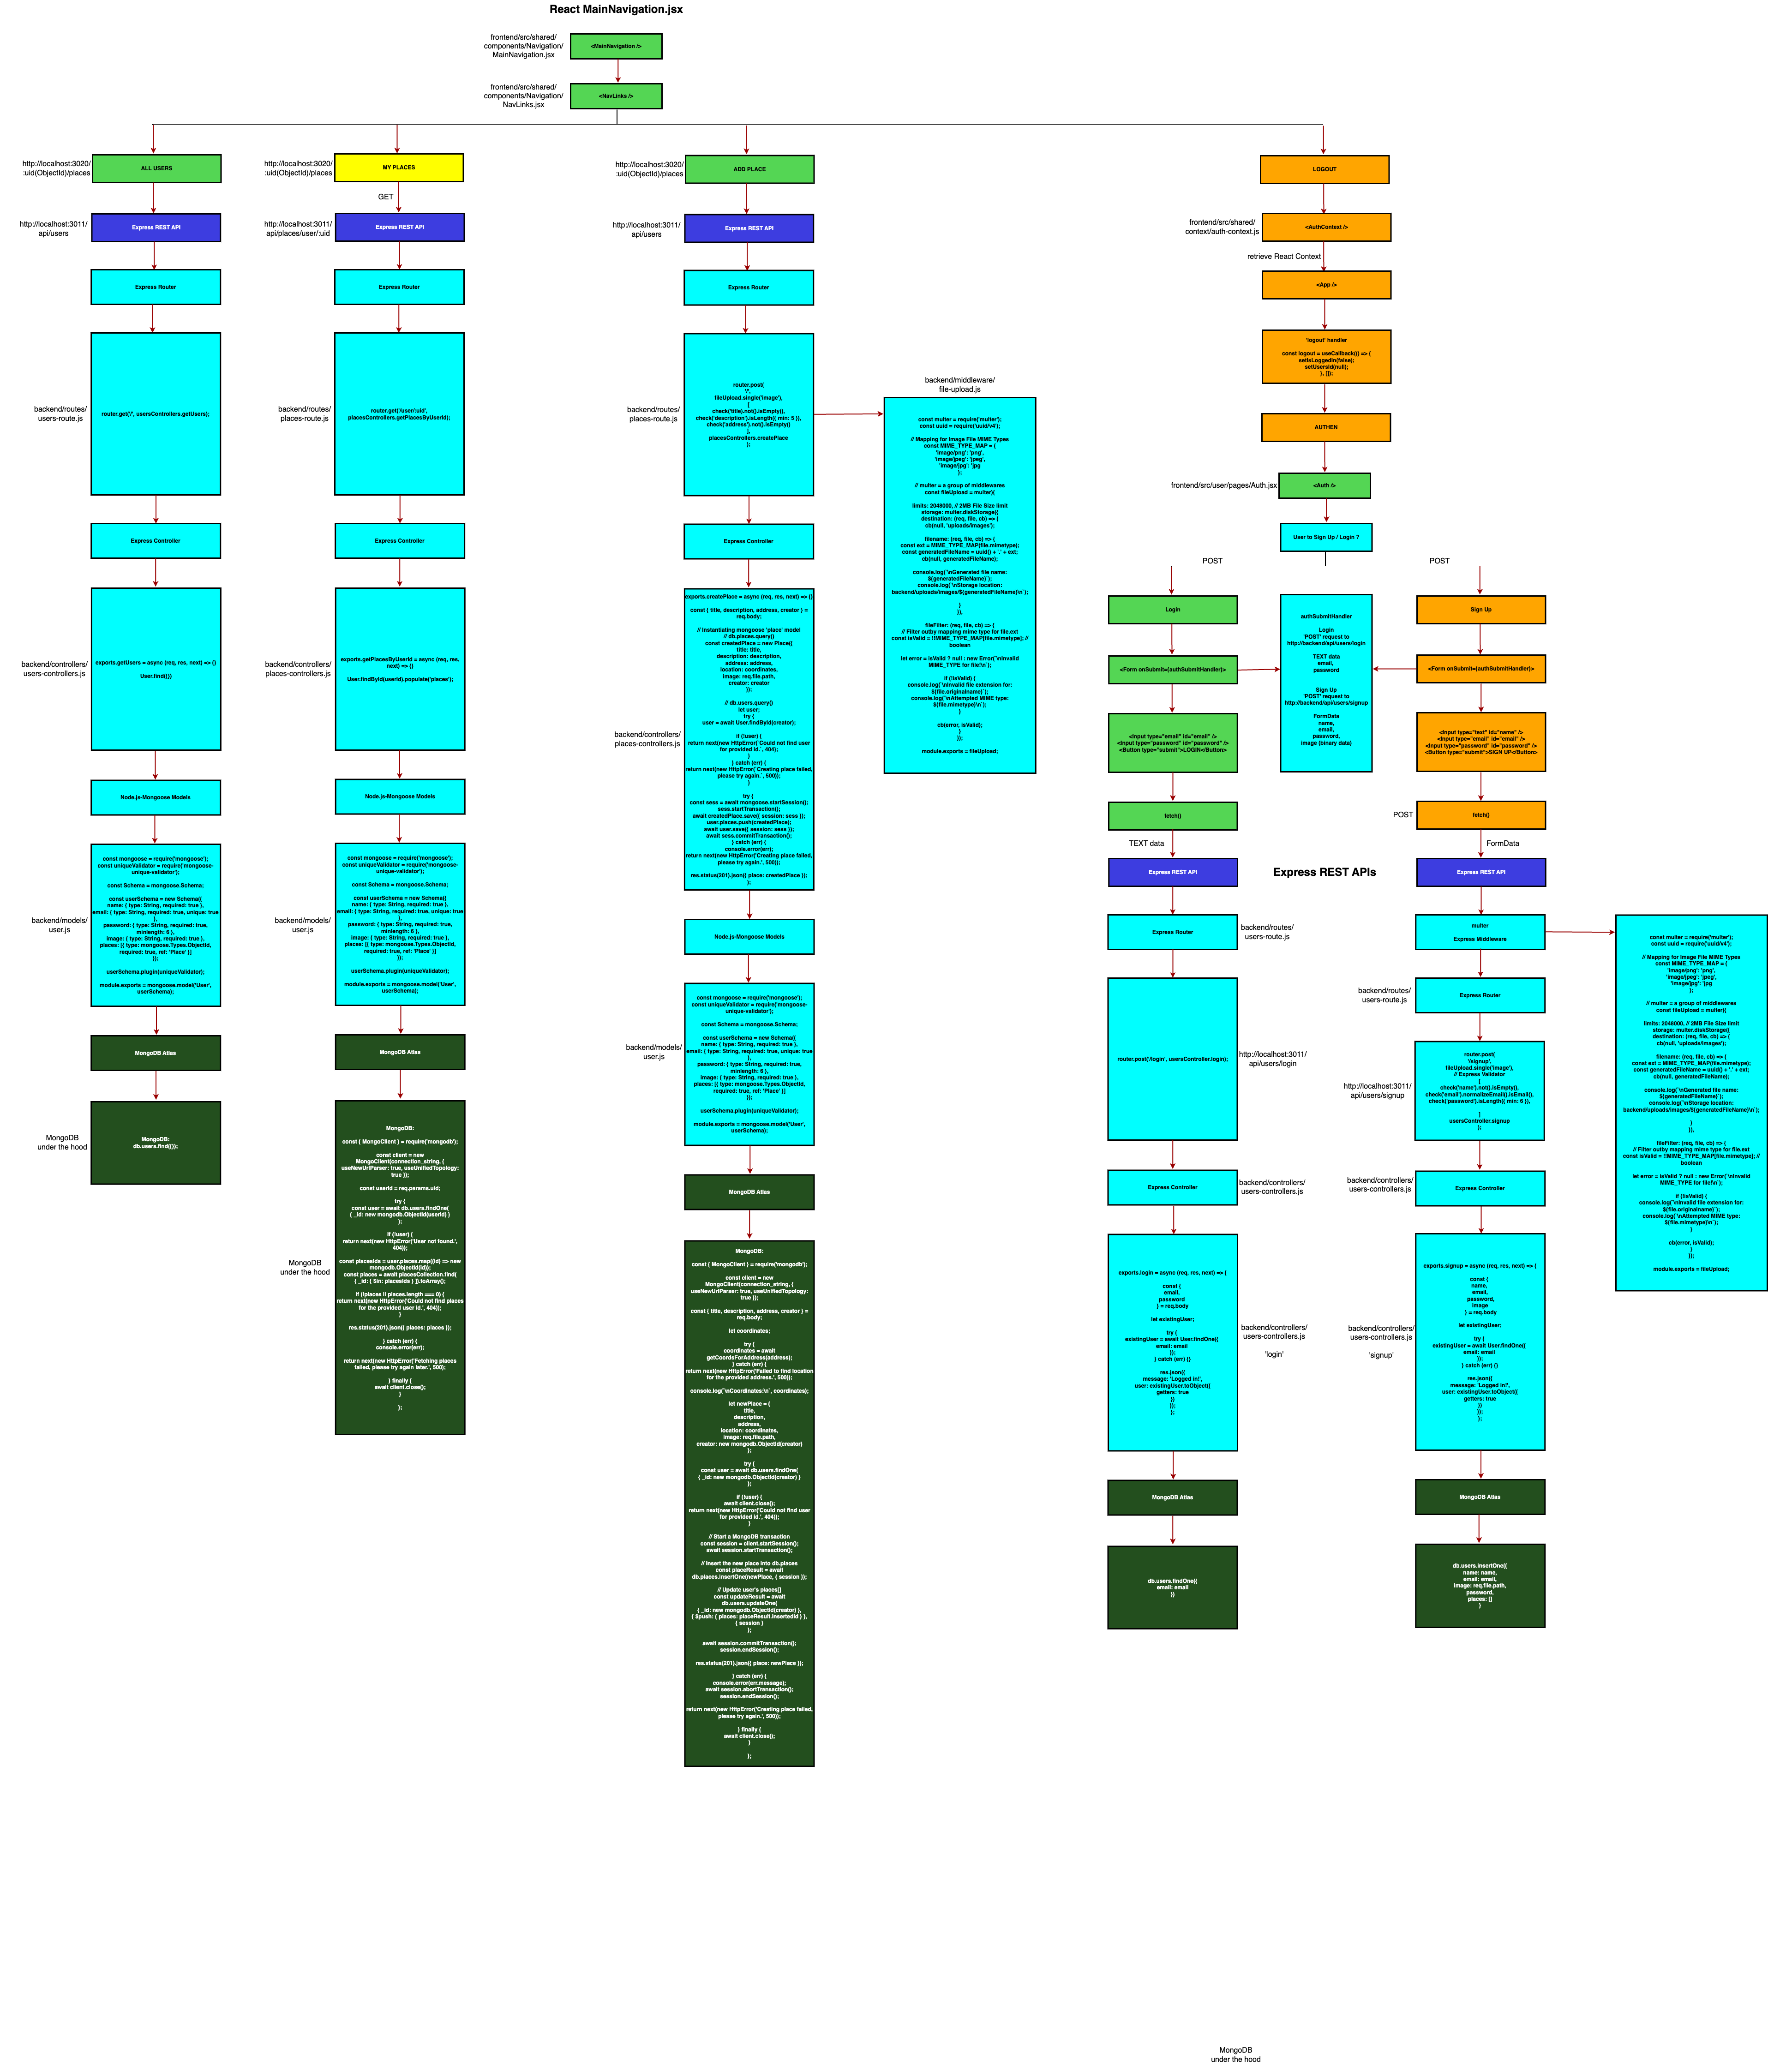 React MainNavigation.jsx
frontend/src/shared/
components/Navigation/
MainNavigation.jsx
<MainNavigation />
frontend/src/shared/
components/Navigation/
NavLinks.jsx
<NavLinks />
http://localhost:3020/
:uid(ObjectId)/places
ALL USERS
http://localhost:3011/
api/users
Express REST API
Express Router
backend/routes/
users-route.js
router.get('/', usersControllers.getUsers);
Express Controller
backend/controllers/
users-controllers.js
exports.getUsers = async (req, res, next) => {}
User.find({})
Node.js-Mongoose Models
backend/models/
user.js
const mongoose = require('mongoose');
const uniqueValidator = require('mongoose-
unique-validator');
const Schema = mongoose.Schema;
const userSchema = new Schema({
name: { type: String, required: true },
email: { type: String, required: true, unique: true
},
password: { type: String, required: true,
minlength: 6 },
image: { type: String, required: true },
places: [{ type: mongoose.Types.ObjectId,
required: true, ref: 'Place' }]
});
userSchema.plugin(uniqueValidator);
module.exports = mongoose.model('User',
userSchema);
MongoDB Atlas
MongoDB
under the hood
MongoDB:
db.users.find({});
http://localhost:3020/
:uid(ObjectId)/places
MY PLACES
GET
http://localhost:3011/
api/places/user/:uid
Express REST API
Express Router
backend/routes/
places-route.js
router.get('/user/:uid',
placesControllers.getPlacesByUserId);
Express Controller
backend/controllers/
places-controllers.js
exports.getPlacesByUserId = async (req, res,
next) => {}
User.findById(userId).populate('places');
Node.js-Mongoose Models
backend/models/
user.js
const mongoose = require('mongoose');
const uniqueValidator = require('mongoose-
unique-validator');
const Schema = mongoose.Schema;
const userSchema = new Schema({
name: { type: String, required: true },
email: { type: String, required: true, unique: true
},
password: { type: String, required: true,
minlength: 6 },
image: { type: String, required: true },
places: [{ type: mongoose.Types.ObjectId,
required: true, ref: 'Place' }]
});
userSchema.plugin(uniqueValidator);
module.exports = mongoose.model('User',
userSchema);
MongoDB Atlas
MongoDB
under the hood
MongoDB:
const { MongoClient } = require('mongodb');
const client = new
MongoClient(connection_string, {
useNewUrlParser: true, useUnifiedTopology:
true });
const userId = req.params.uid;
try {
const user = await db.users.findOne(
{ _id: new mongodb.ObjectId(userId) }
);
if (!user) {
return next(new HttpError('User not found.',
404));
const placesIds = user.places.map((id) => new
mongodb.ObjectId(id));
const places = await placesCollection.find(
{ _id: { $in: placesIds } }).toArray();
if (!places || places.length === 0) {
return next(new HttpError('Could not find places
for the provided user id.', 404));
}
res.status(201).json({ places: places });
} catch (err) {
console.error(err);
return next(new HttpError('Fetching places
failed, please try again later.', 500);
} finally {
await client.close();
}
};
http://localhost:3020/
:uid(ObjectId)/places
ADD PLACE
http://localhost:3011/
api/users
Express REST API
Express Router
backend/routes/
places-route.js
router.post(
'/',
fileUpload.single('image'),
[
check('title).not().isEmpty(),
check('description').isLength({ min: 5 }),
check('address').not().isEmpty()
],
placesControllers.createPlace
);
backend/middleware/
file-upload.js
const multer = require('multer');
const uuid = require('uuid/v4');
// Mapping for Image File MIME Types
const MIME_TYPE_MAP = {
'image/png': 'png',
'image/jpeg': 'jpeg',
'image/jpg': 'jpg
};
// multer = a group of middlewares
const fileUpload = multer({
limits: 2048000, // 2MB File Size limit
storage: multer.diskStorage({
destination: (req, file, cb) => {
cb(null, 'uploads/images');
filename: (req, file, cb) => {
const ext = MIME_TYPE_MAP[file.mimetype];
const generatedFileName = uuid() + '.' + ext;
cb(null, generatedFileName);
console.log(`\nGenerated file name:
${generatedFileName}`);
console.log(`\nStorage location:
backend/uploads/images/${generatedFileName}\n`);
}
}),
fileFilter: (req, file, cb) => {
// Filter outby mapping mime type for file.ext
const isValid = !!MIME_TYPE_MAP[file.mimetype]; //
boolean
let error = isValid ? null : new Error(`\nInvalid
MIME_TYPE for file!\n`);
if (!isValid) {
console.log(`\nInvalid file extension for:
${file.originalname}`);
console.log(`\nAttempted MIME type:
${file.mimetype}\n`);
}
cb(error, isValid);
}
});
module.exports = fileUpload;
Express Controller
backend/controllers/
places-controllers.js
exports.createPlace = async (req, res, next) => {}
const { title, description, address, creator } =
req.body;
// Instantiating mongoose 'place' model
// db.places.query()
const createdPlace = new Place({
title: title,
description: description,
address: address,
location: coordinates,
image: req.file.path,
creator: creator
});
// db.users.query()
let user;
try {
user = await User.findById(creator);
if (!user) {
return next(new HttpError(`Could not find user
for provided id.`, 404);
}
} catch (err) {
return next(new HttpError(`Creating place failed,
please try again.`, 500));
}
try {
const sess = await mongoose.startSession();
sess.startTransaction();
await createdPlace.save({ session: sess });
user.places.push(createdPlace);
await user.save({ session: sess });
await sess.commitTransaction();
} catch (err) {
console.error(err);
return next(new HttpError('Creating place failed,
please try again.', 500));
res.status(201).json({ place: createdPlace });
};
Node.js-Mongoose Models
backend/models/
user.js
const mongoose = require('mongoose');
const uniqueValidator = require('mongoose-
unique-validator');
const Schema = mongoose.Schema;
const userSchema = new Schema({
name: { type: String, required: true },
email: { type: String, required: true, unique: true
},
password: { type: String, required: true,
minlength: 6 },
image: { type: String, required: true },
places: [{ type: mongoose.Types.ObjectId,
required: true, ref: 'Place' }]
});
userSchema.plugin(uniqueValidator);
module.exports = mongoose.model('User',
userSchema);
MongoDB Atlas
MongoDB:
const { MongoClient } = require('mongodb');
const client = new
MongoClient(connection_string, {
useNewUrlParser: true, useUnifiedTopology:
true });
const { title, description, address, creator } =
req.body;
let coordinates;
try {
coordinates = await
getCoordsForAddress(address);
} catch (err) {
return next(new HttpError('Failed to find location
for the provided address.', 500));
console.log(`\nCoordinates:\n`, coordinates);
let newPlace = {
title,
description,
address,
location: coordinates,
image: req.file.path,
creator: new mongodb.ObjectId(creator)
};
try {
const user = await db.users.findOne(
{ _id: new mongodb.ObjectId(creator) }
);
if (!user) {
await client.close();
return next(new HttpError('Could not find user
for provided id.', 404));
}
// Start a MongoDB transaction
const session = client.startSession();
await session.startTransaction();
// Insert the new place into db.places
const placeResult = await
db.places.insertOne(newPlace, { session });
// Update user's places[]
const updateResult = await
db.users.updateOne(
{ _id: new mongodb.ObjectId(creator) },
{ $push: { places: placeResult.insertedId } },
{ session }
);
await session.commitTransaction();
session.endSession();
res.status(201).json({ place: newPlace });
} catch (err) {
console.error(err.message);
await session.abortTransaction();
session.endSession();
return next(new HttpError('Creating place failed,
please try again.', 500));
} finally {
await client.close();
}
};
LOGOUT
frontend/src/shared/
context/auth-context.js
<AuthContext />
retrieve React Context
<App />
'logout' handler
const logout = useCallback(() => {
setIsLoggedIn(false);
setUserId(null);
}, []);
AUTHEN
frontend/src/user/pages/Auth.jsx
<Auth />
User to Sign Up / Login ?
POST
POST
Login
<Form onSubmit={authSubmitHandler}>
<Input type="email" id="email" />
<Input type="password" id="password" />
<Button type="submit">LOGIN</Button>
fetch()
TEXT data
authSubmitHandler
Login
'POST' request to
http://backend/api/users/login
TEXT data
email,
password
Sign Up
'POST' request to
http://backend/api/users/signup
FormData
name,
email,
password,
image (binary data)
Sign Up
<Form onSubmit={authSubmitHandler}>
<Input type="text" id="name" />
<Input type="email" id="email" />
<Input type="password" id="password" />
<Button type="submit">SIGN UP</Button>
POST
fetch()
FormData
Express REST APIs
Express REST API
Express Router
backend/routes/
users-route.js
router.post('/login', usersController.login);
http://localhost:3011/
api/users/login
Express Controller
backend/controllers/
users-controllers.js
exports.login = async (req, res, next) => {
const {
email,
password
} = req.body
let existingUser;
try {
existingUser = await User.findOne({
email: email
});
} catch (err) {}
res.json({
message: 'Logged in!',
user: existingUser.toObject({
getters: true
})
});
};
backend/controllers/
users-controllers.js
'login'
MongoDB Atlas
db.users.findOne({
email: email
})
Express REST API
multer
Express Middleware
backend/routes/
users-route.js
Express Router
http://localhost:3011/
api/users/signup
router.post(
'/signup',
fileUpload.single('image'),
// Express Validator
[
check('name').not().isEmpty(),
check('email').normalizeEmail().isEmail(),
check('password').isLength({ min: 6 }),
]
usersController.signup
);
backend/controllers/
users-controllers.js
Express Controller
backend/controllers/
users-controllers.js
'signup'
exports.signup = async (req, res, next) => {
const {
name,
email,
password,
image
} = req.body
let existingUser;
try {
existingUser = await User.findOne({
email: email
});
} catch (err) {}
res.json({
message: 'Logged in!',
user: existingUser.toObject({
getters: true
})
});
};
MongoDB Atlas
db.users.insertOne({
name: name,
email: email,
image: req.file.path,
password,
places: []
}
const multer = require('multer');
const uuid = require('uuid/v4');
// Mapping for Image File MIME Types
const MIME_TYPE_MAP = {
'image/png': 'png',
'image/jpeg': 'jpeg',
'image/jpg': 'jpg
};
// multer = a group of middlewares
const fileUpload = multer({
limits: 2048000, // 2MB File Size limit
storage: multer.diskStorage({
destination: (req, file, cb) => {
cb(null, 'uploads/images');
filename: (req, file, cb) => {
const ext = MIME_TYPE_MAP[file.mimetype];
const generatedFileName = uuid() + '.' + ext;
cb(null, generatedFileName);
console.log(`\nGenerated file name:
${generatedFileName}`);
console.log(`\nStorage location:
backend/uploads/images/${generatedFileName}\n`);
}
}),
fileFilter: (req, file, cb) => {
// Filter outby mapping mime type for file.ext
const isValid = !!MIME_TYPE_MAP[file.mimetype]; //
boolean
let error = isValid ? null : new Error(`\nInvalid
MIME_TYPE for file!\n`);
if (!isValid) {
console.log(`\nInvalid file extension for:
${file.originalname}`);
console.log(`\nAttempted MIME type:
${file.mimetype}\n`);
}
cb(error, isValid);
}
});
module.exports = fileUpload;
MongoDB
under the hood